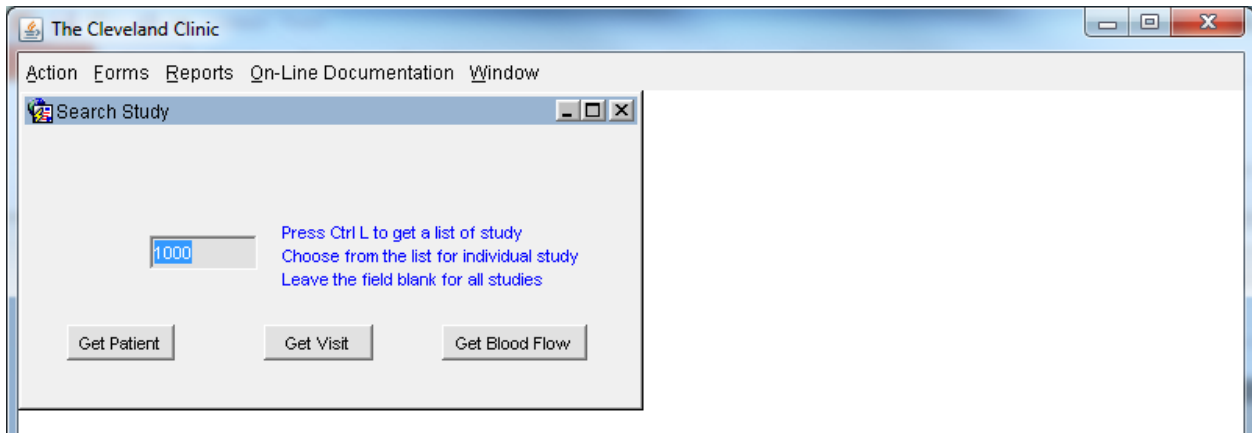 The Cleveland Clinic
Action Forms Reports On-Line Documentation Window
Search Study
Press Ctrl L to get a list of study
1000
Choose from the list for individual study
Leave the field blank for all studies
Get Patient Get Visit Get Blood Flow